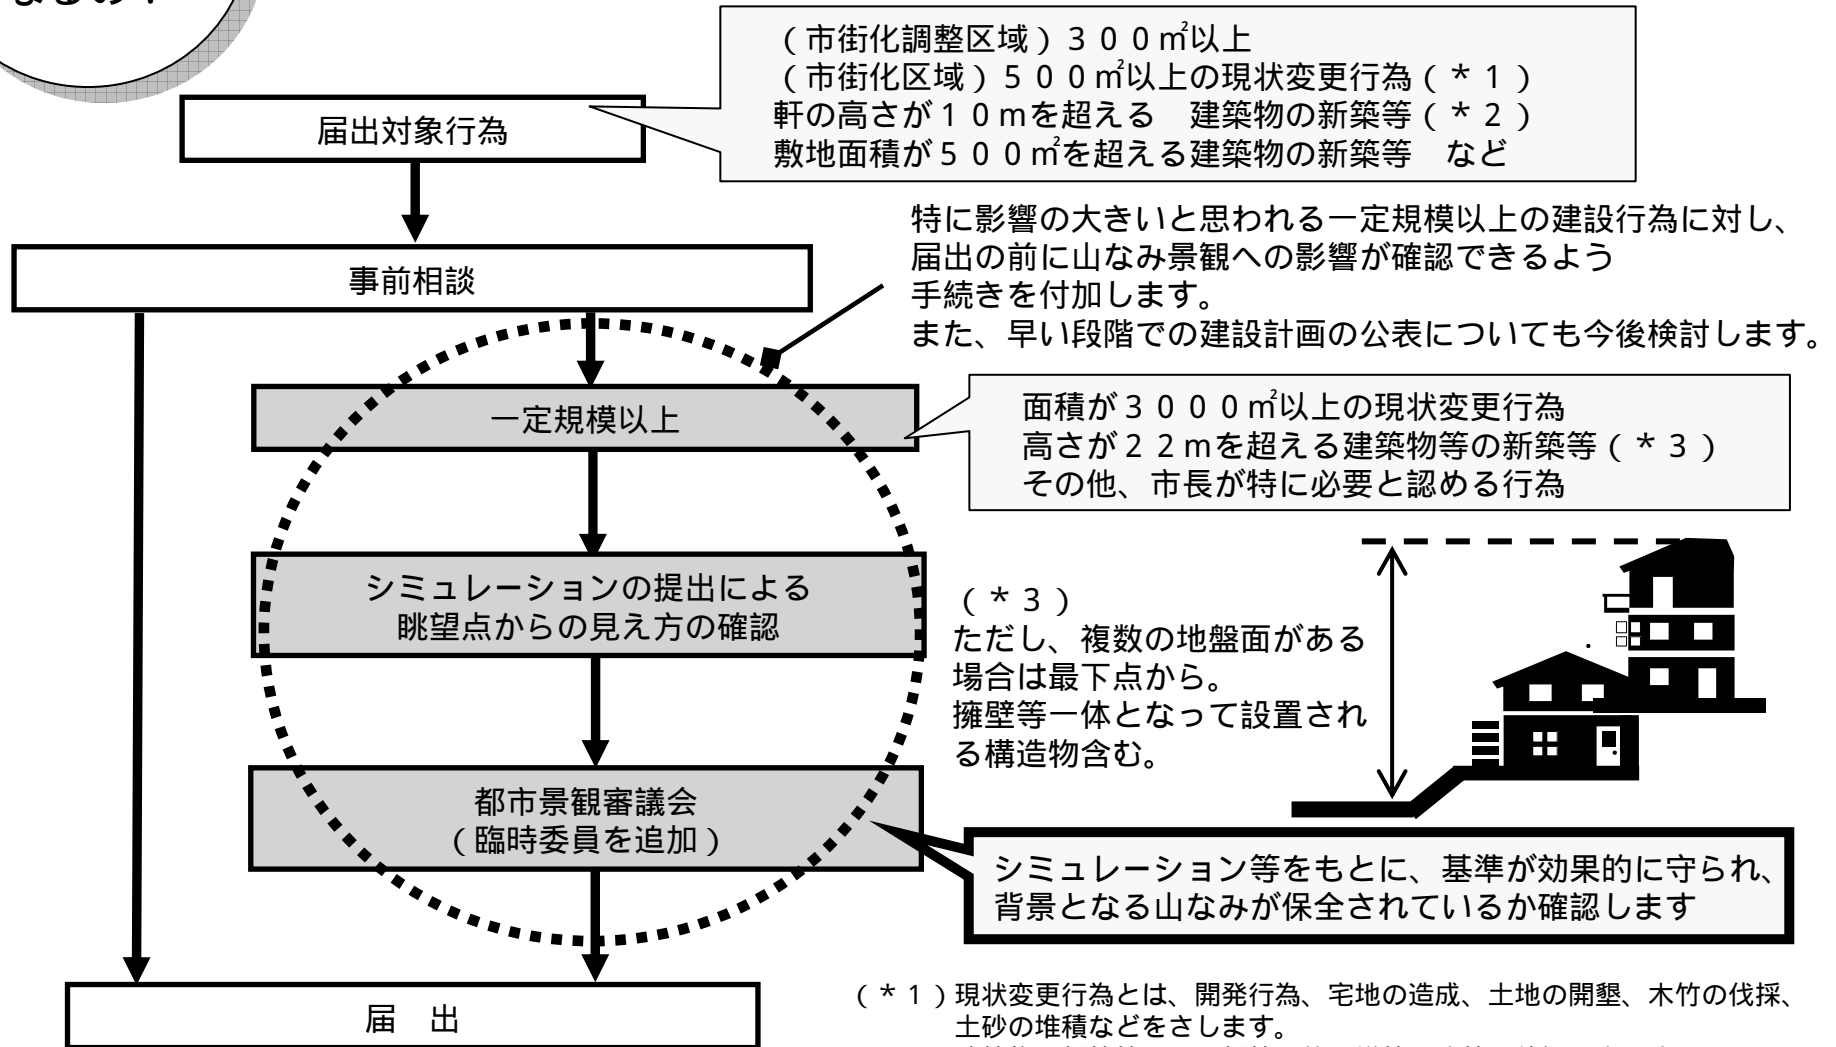 （市街化調整区域）３００㎡以上
（市街化区域）５００㎡以上の現状変更行為（＊１）
軒の高さが１０ｍを超える　建築物の新築等（＊２）
敷地面積が５００㎡を超える建築物の新築等　など
届出対象行為
特に影響の大きいと思われる一定規模以上の建設行為に対し、
届出の前に山なみ景観への影響が確認できるよう
手続きを付加します。
また、早い段階での建設計画の公表についても今後検討します。
事前相談
一定規模以上
面積が３０００㎡以上の現状変更行為
高さが２２ｍを超える建築物等の新築等（＊３）
その他、市長が特に必要と認める行為
シミュレーションの提出による
眺望点からの見え方の確認
（＊３）
ただし、複数の地盤面がある
場合は最下点から。
擁壁等一体となって設置され
る構造物含む。
都市景観審議会
（臨時委員を追加）
シミュレーション等をもとに、基準が効果的に守られ、
背景となる山なみが保全されているか確認します
届　出
（＊１）現状変更行為とは、開発行為、宅地の造成、土地の開墾、木竹の伐採、
土砂の堆積などをさします。